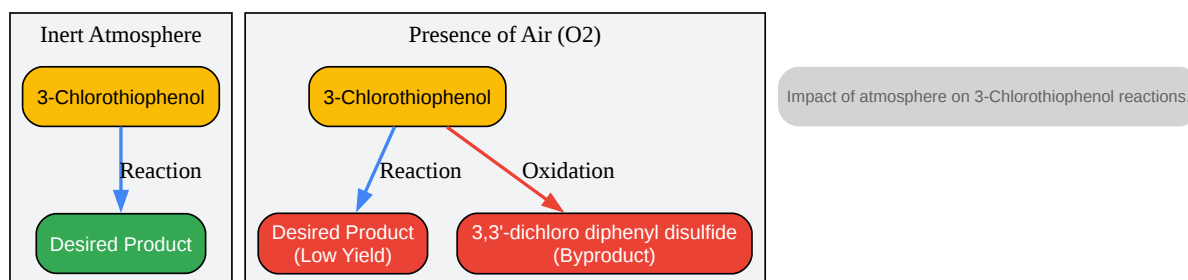 Inert Atmosphere
3-Chlorothiophenol
Reaction
Desired Product
Presence of Air (O2)
3-Chlorothiophenol
Reaction
Oxidation
Desired Product
(Low Yield)
3,3'-dichloro diphenyl disulfide
(Byproduct)
Impact of atmosphere on 3-Chlorothiophenol reactions.